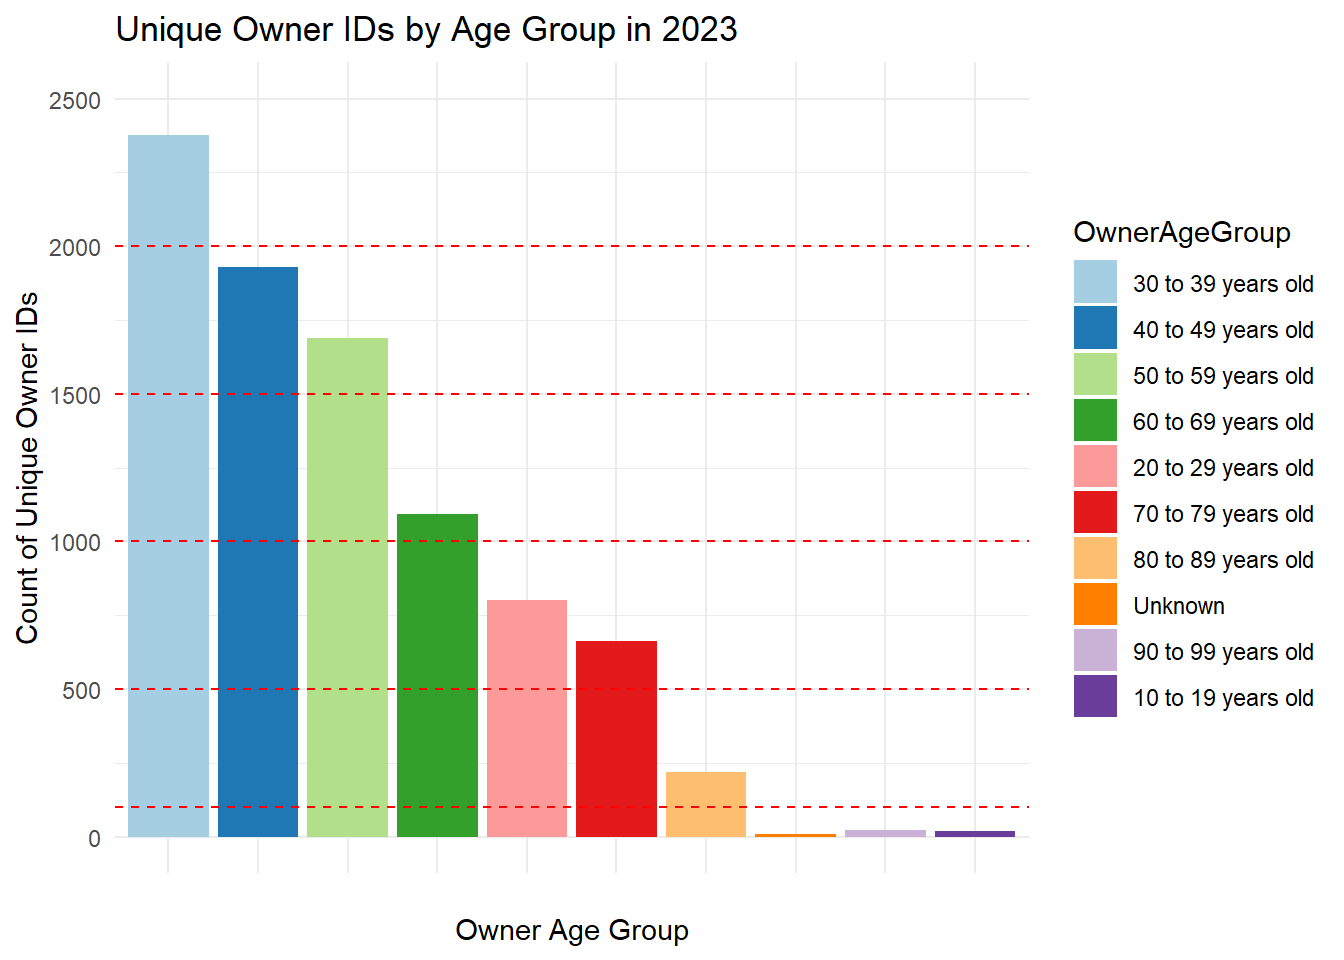 Unique Owner IDs by Age Group in 2023
2500
2000
1500
1000
500
0
Count of Unique Owner IDs
Owner Age Group
OwnerAgeGroup
30 to 39 years old
40 to 49 years old
50 to 59 years old
60 to 69 years old
20 to 29 years old
70 to 79 years old
80 to 89 years old
Unknown
90 to 99 years old
10 to 19 years old